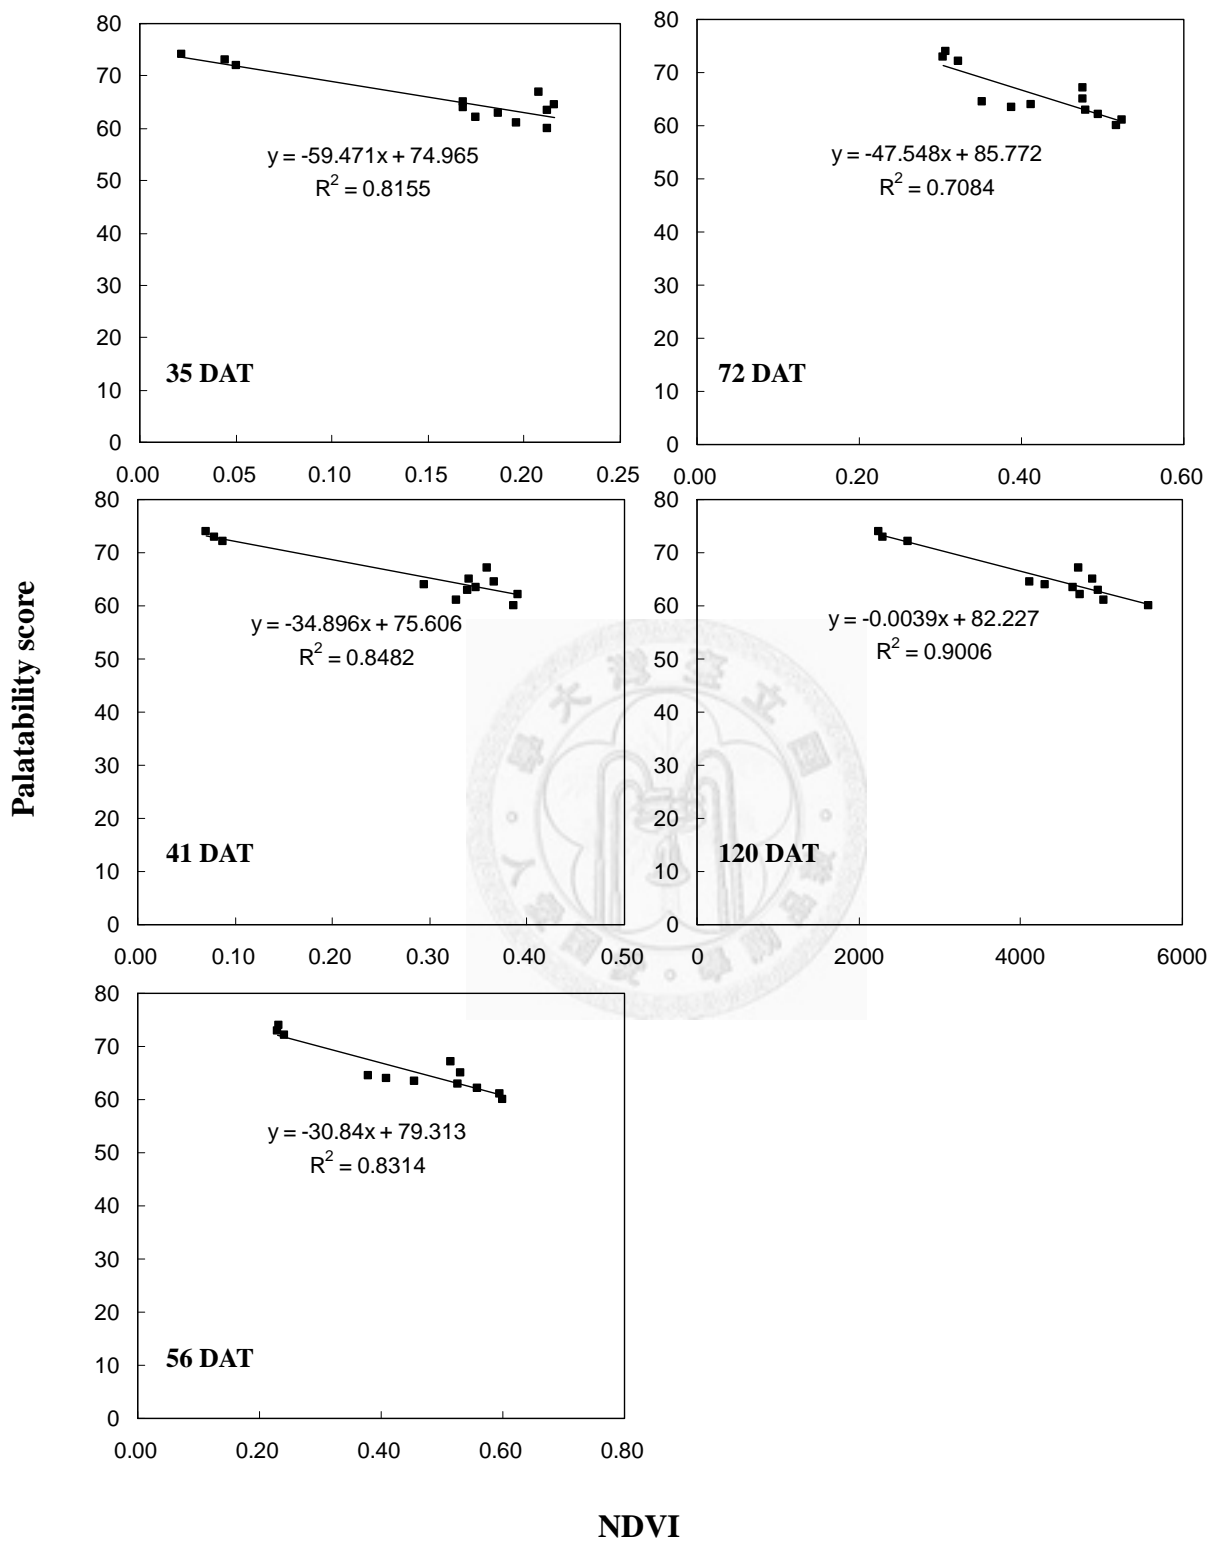 Palatability score
80
70
60
50
40
30
20
10
0
y = -59.471x + 74.965
R² = 0.8155
35 DAT
0.00 0.05 0.10 0.15 0.20 0.25
80
70
60
50
40
30
20
10
0
y = -47.548x + 85.772
R² = 0.7084
72 DAT
0.00 0.20 0.40 0.60
80
70
60
50
40
30
20
10
0
y = -34.896x + 75.606
R² = 0.8482
41 DAT
0.00 0.10 0.20 0.30 0.40 0.50
80
70
60
50
40
30
20
10
0
y = -0.0039x + 82.227
R² = 0.9006
120 DAT
0 2000 4000 6000
80
70
60
50
40
30
20
10
0
y = -30.84x + 79.313
R² = 0.8314
56 DAT
0.00 0.20 0.40 0.60 0.80
NDVI